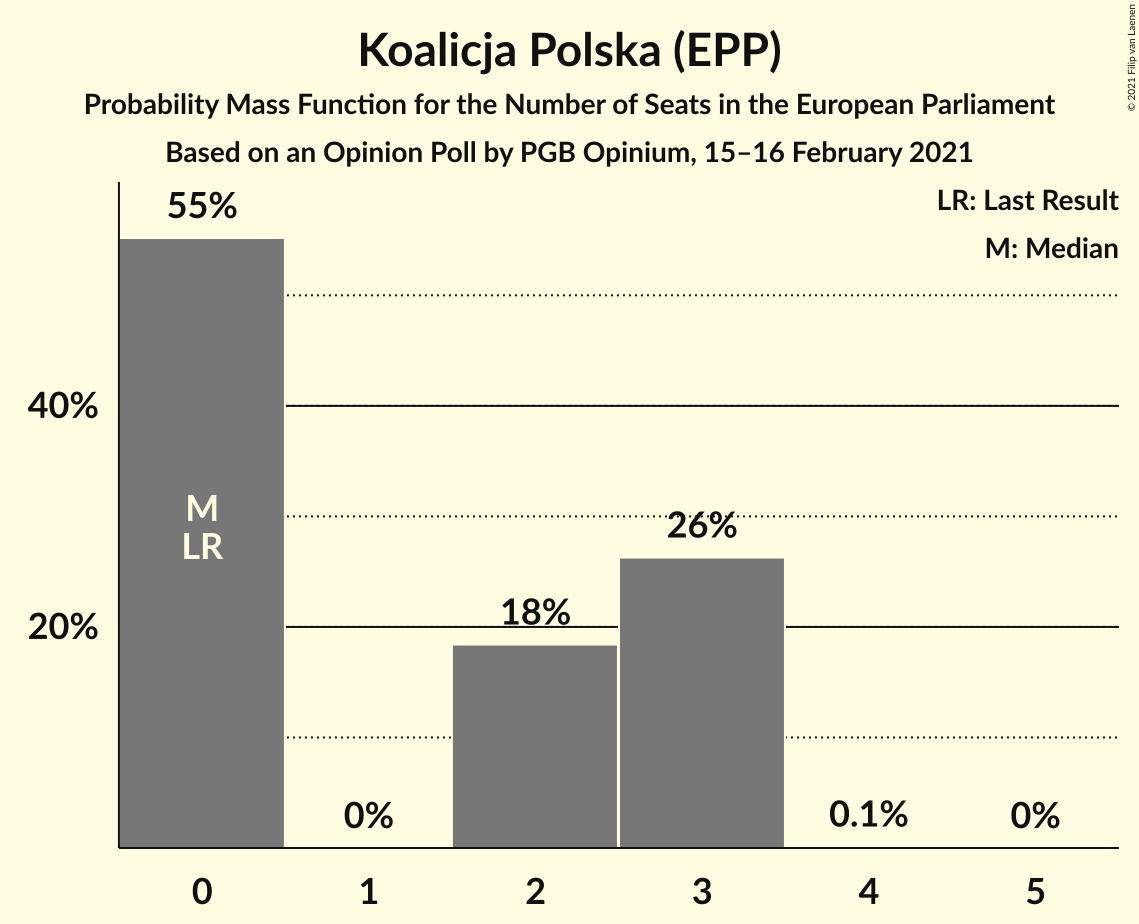 Koalicja Polska (EPP)
Probability Mass Function for the Number of Seats in the European Parliament
Based on an Opinion Poll by PGB Opinium, 15–16 February 2021
© 2021 Filip van Laenen
LR: Last Result
M: Median
55%
40%
M
LR
26%
20%
18%
0%
0.1%
0%
0 1 2 3 4 5